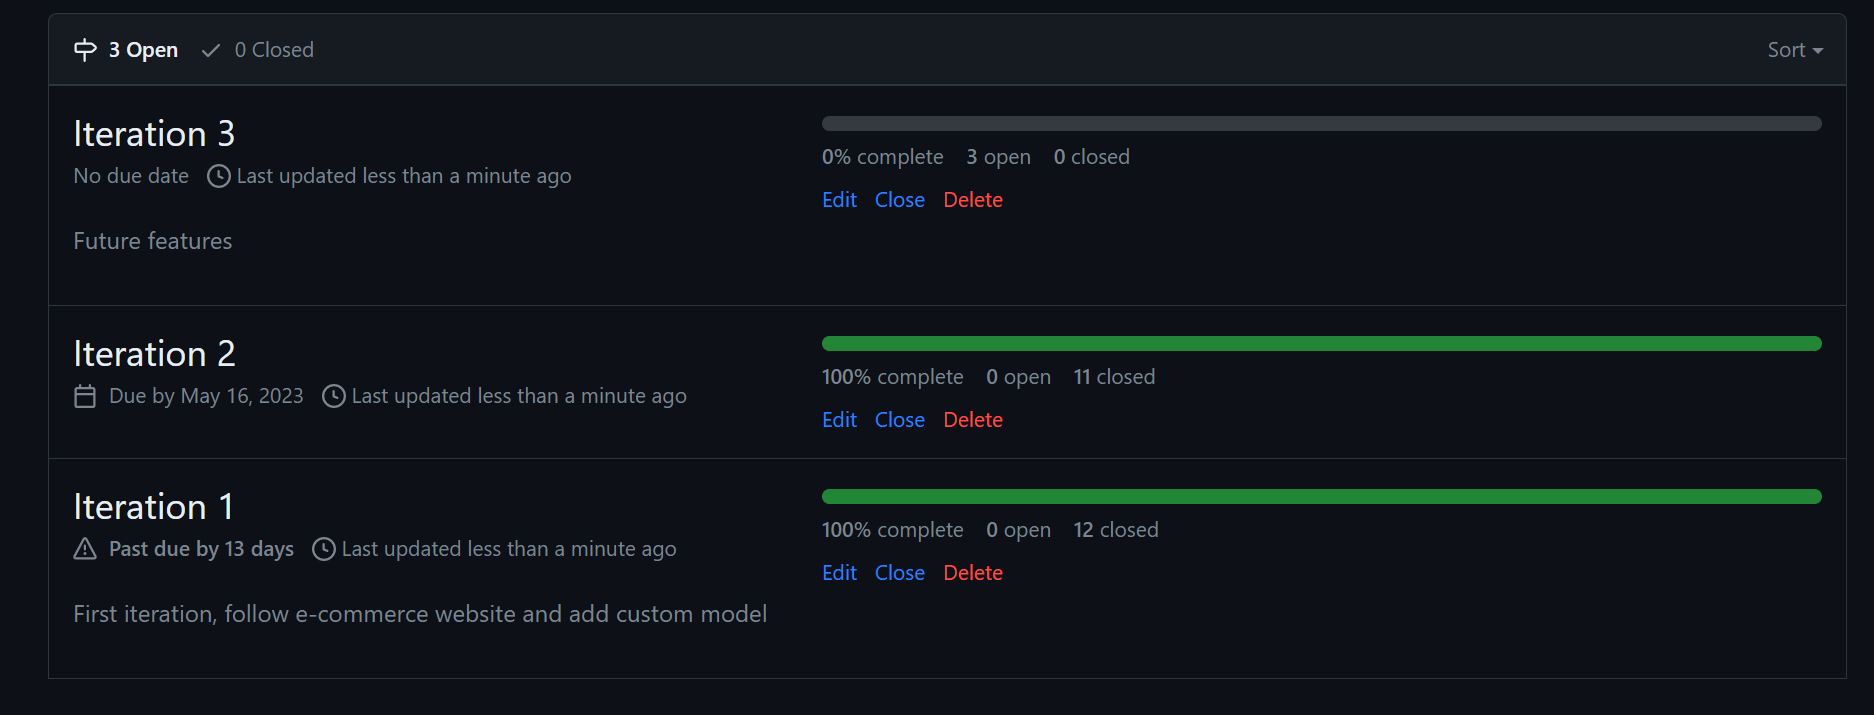 3 Open 0 Closed Sort
Iteration 3
No due date Last updated less than a minute ago
Future features
0% complete 3 open 0 closed
Edit Close Delete
Iteration 2
Due by May 16, 2023 Last updated less than a minute ago
100% complete 0 open 11 closed
Edit Close Delete
Iteration 1
Past due by 13 days Last updated less than a minute ago
First iteration, follow e-commerce website and add custom model
100% complete 0 open 12 closed
Edit Close Delete